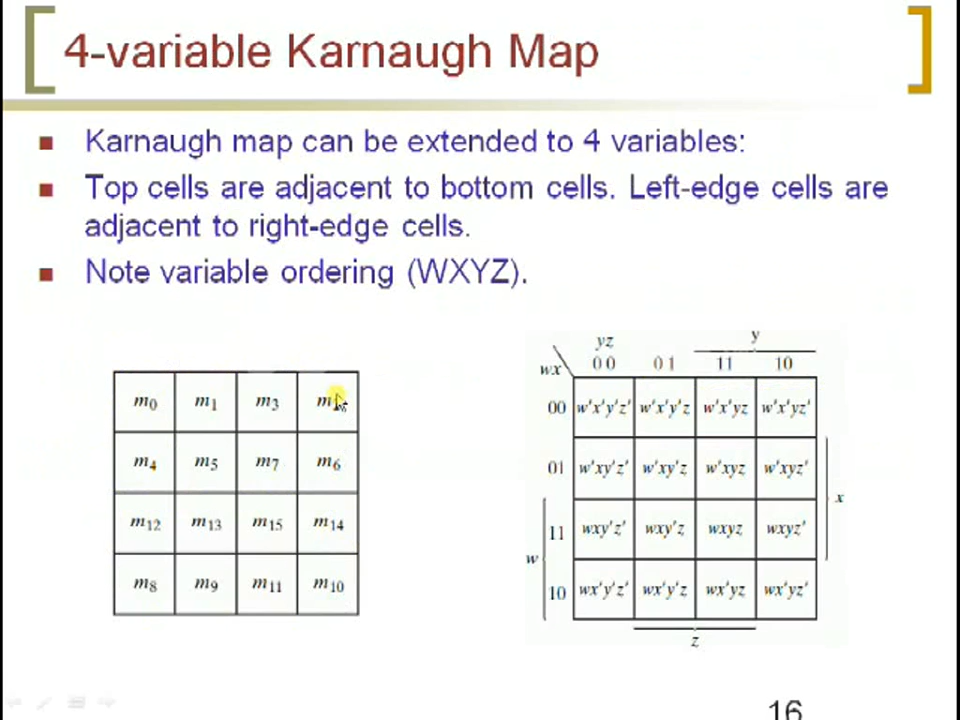 4-variable Karnaugh Map
Karnaugh map can be extended to 4 variables:
Top cells are adjacent to bottom cells. Left-edge cells are
adjacent to right-edge cells.
Note variable ordering (WXYZ).
m0 m1 m3
m4 m5 m7 m6
m12 m13 m15 m14
m8 m9 m11 m10
y
yz
wx 00 01 11 10
00 w'x'y'z' w'x'y'z w'x'yz w'x'yz'
01 w'xy'z' w'xy'z w'xyz w'xyz'
x
11 wxy'z' wxy'z wxyz wxyz'
w
10 wx'y'z' wx'y'z wx'yz wx'yz'
z
16